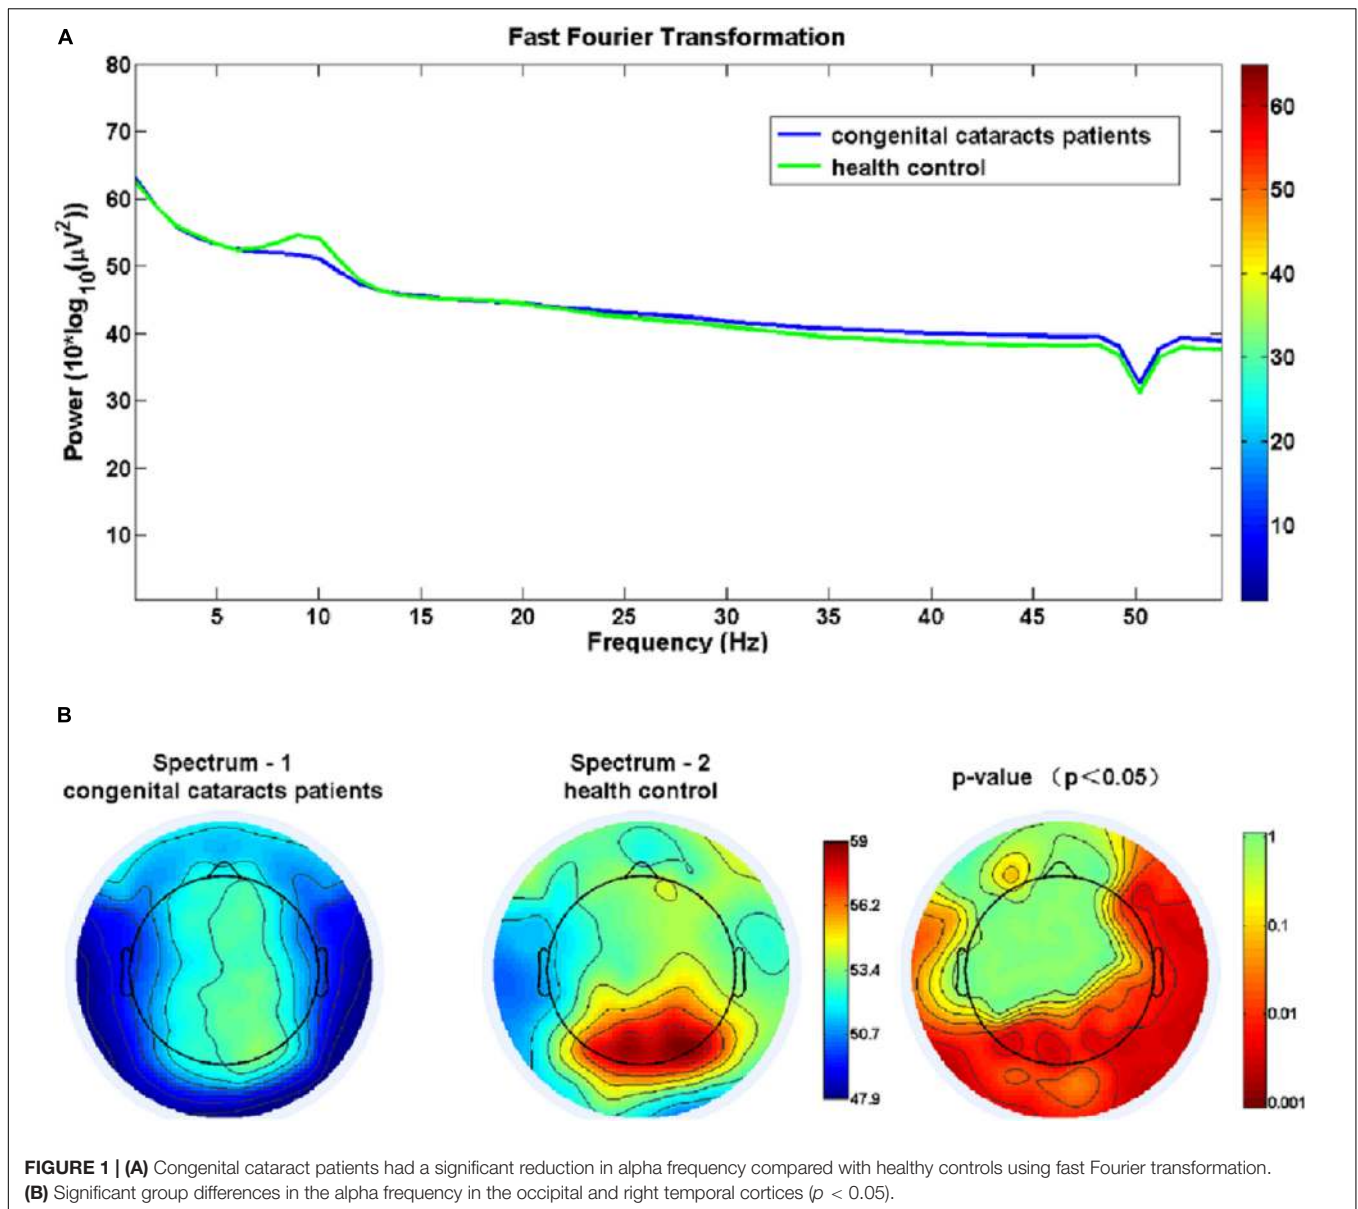 A
Fast Fourier Transformation
80
70
60
50
40
30
20
10
Power (10*log10(μV²))
congenital cataracts patients
health control
5 10 15 20 25 30 35 40 45 50
Frequency (Hz)
60
50
40
30
20
10
B
Spectrum - 1
congenital cataracts patients
Spectrum - 2
health control
p-value （p＜0.05）
59
56.2
53.4
50.7
47.9
1
0.1
0.01
0.001
FIGURE 1 | (A) Congenital cataract patients had a significant reduction in alpha frequency compared with healthy controls using fast Fourier transformation.
(B) Significant group differences in the alpha frequency in the occipital and right temporal cortices (p < 0.05).